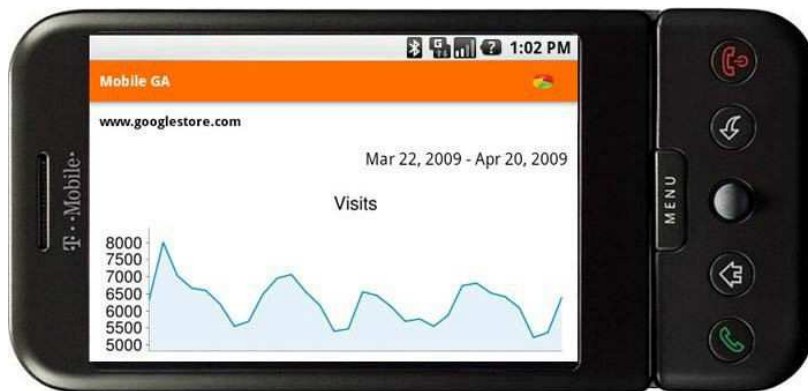 1:02 PM
Mobile GA
www.googlestore.com
Mar 22, 2009 - Apr 20, 2009
Visits
8000
7500
7000
6500
6000
5500
5000
T··Mobile·
MENU